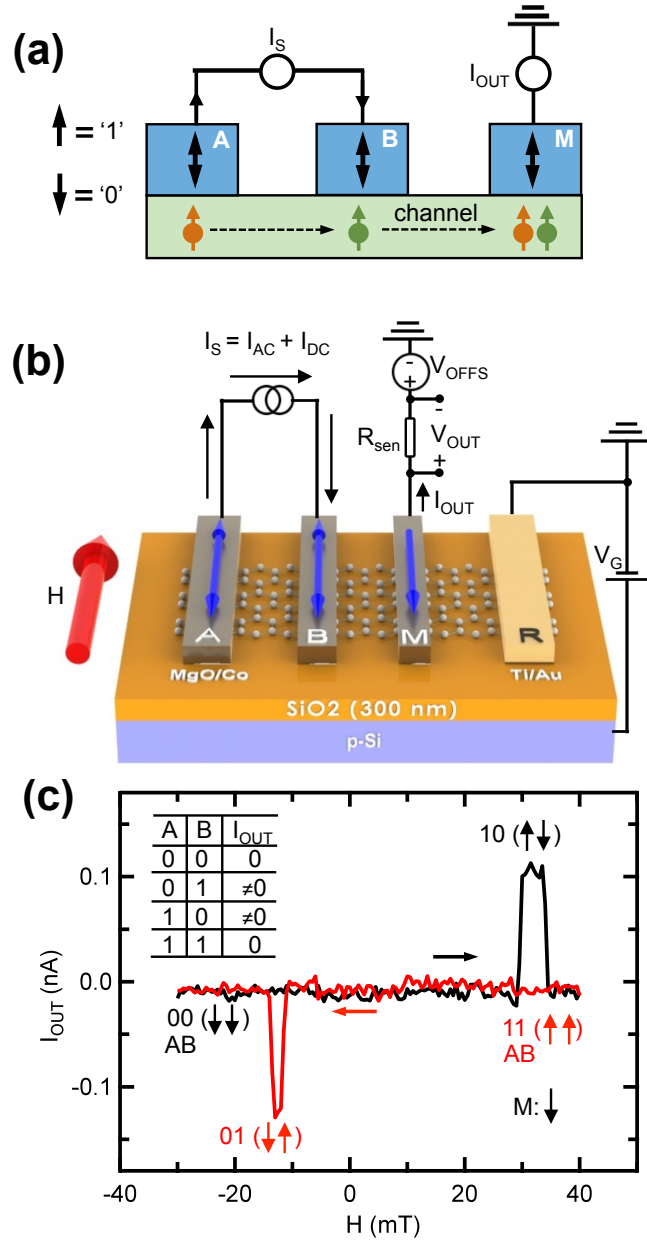 (a)
I_S
I_OUT
A
B
M
↑ = '1'
↓ = '0'
channel
(b)
I_S = I_AC + I_DC
- 
+
V_OFFS
-
R_sen
V_OUT
+
I_OUT
V_G
H
A
B
M
R
MgO/Co
Ti/Au
SiO2 (300 nm)
p-Si
(c)
A B I_OUT
0 0 0
0 1 ≠0
1 0 ≠0
1 1 0
10 (↑↓)
0.1
0.0
-0.1
I_OUT (nA)
00 (↓↓)
AB
11 (↑↑)
AB
01 (↓↑)
M: ↓
-40 -20 0 20 40
H (mT)